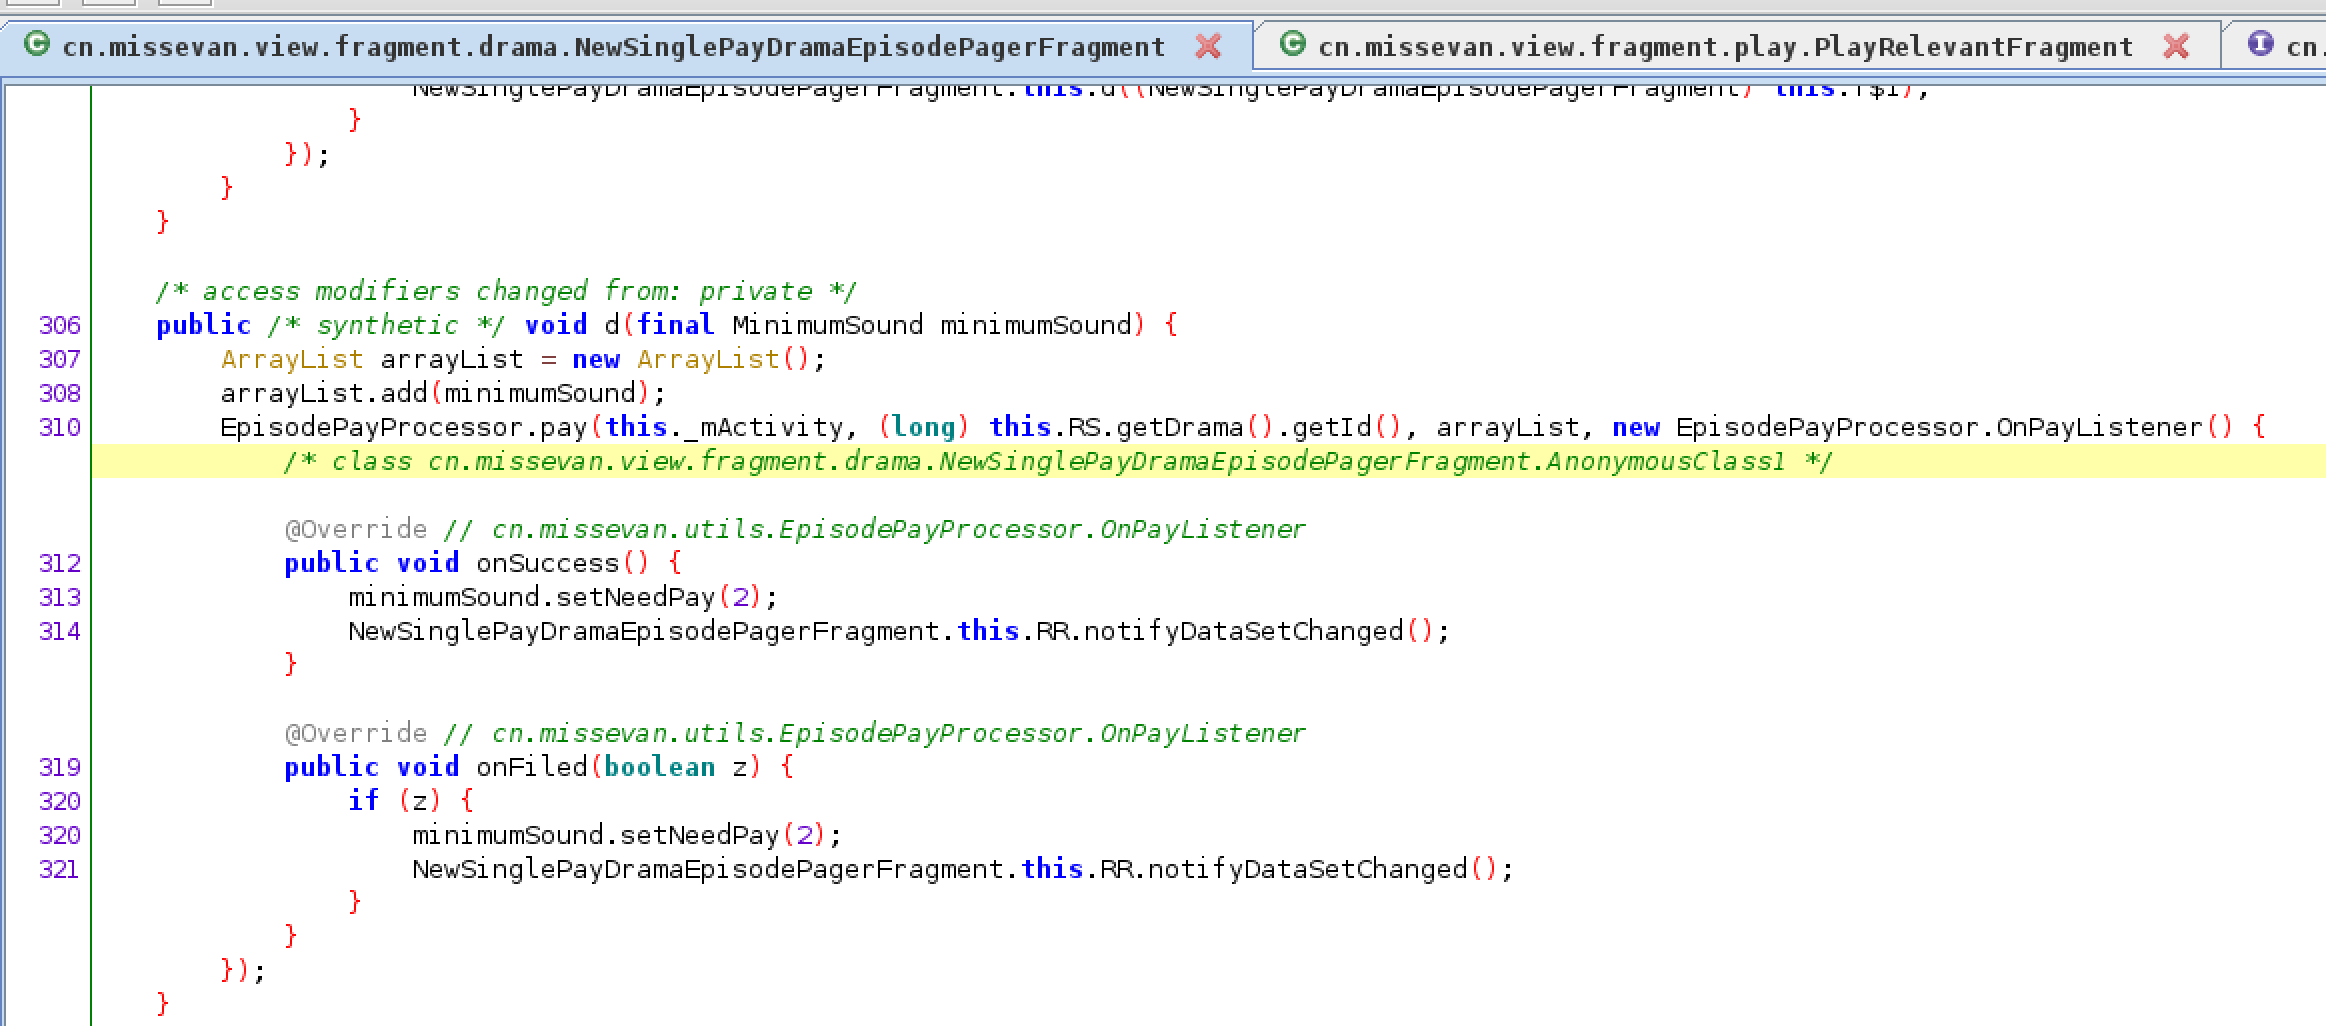 cn.missevan.view.fragment.drama.NewSinglePayDramaEpisodePagerFragment cn.missevan.view.fragment.play.PlayRelevantFragment cn.
NewSinglePayDramaEpisodePagerFragment.this.d((NewSinglePayDramaEpisodePagerFragment) this.f$1);
}
});
}
}
/* access modifiers changed from: private */
306 public /* synthetic */ void d(final MinimumSound minimumSound) {
307 ArrayList arrayList = new ArrayList();
308 arrayList.add(minimumSound);
310 EpisodePayProcessor.pay(this._mActivity, (long) this.RS.getDrama().getId(), arrayList, new EpisodePayProcessor.OnPayListener() {
/* class cn.missevan.view.fragment.drama.NewSinglePayDramaEpisodePagerFragment.AnonymousClass1 */
@Override // cn.missevan.utils.EpisodePayProcessor.OnPayListener
312 public void onSuccess() {
313 minimumSound.setNeedPay(2);
314 NewSinglePayDramaEpisodePagerFragment.this.RR.notifyDataSetChanged();
}
@Override // cn.missevan.utils.EpisodePayProcessor.OnPayListener
319 public void onFiled(boolean z) {
320 if (z) {
320 minimumSound.setNeedPay(2);
321 NewSinglePayDramaEpisodePagerFragment.this.RR.notifyDataSetChanged();
}
}
});
}